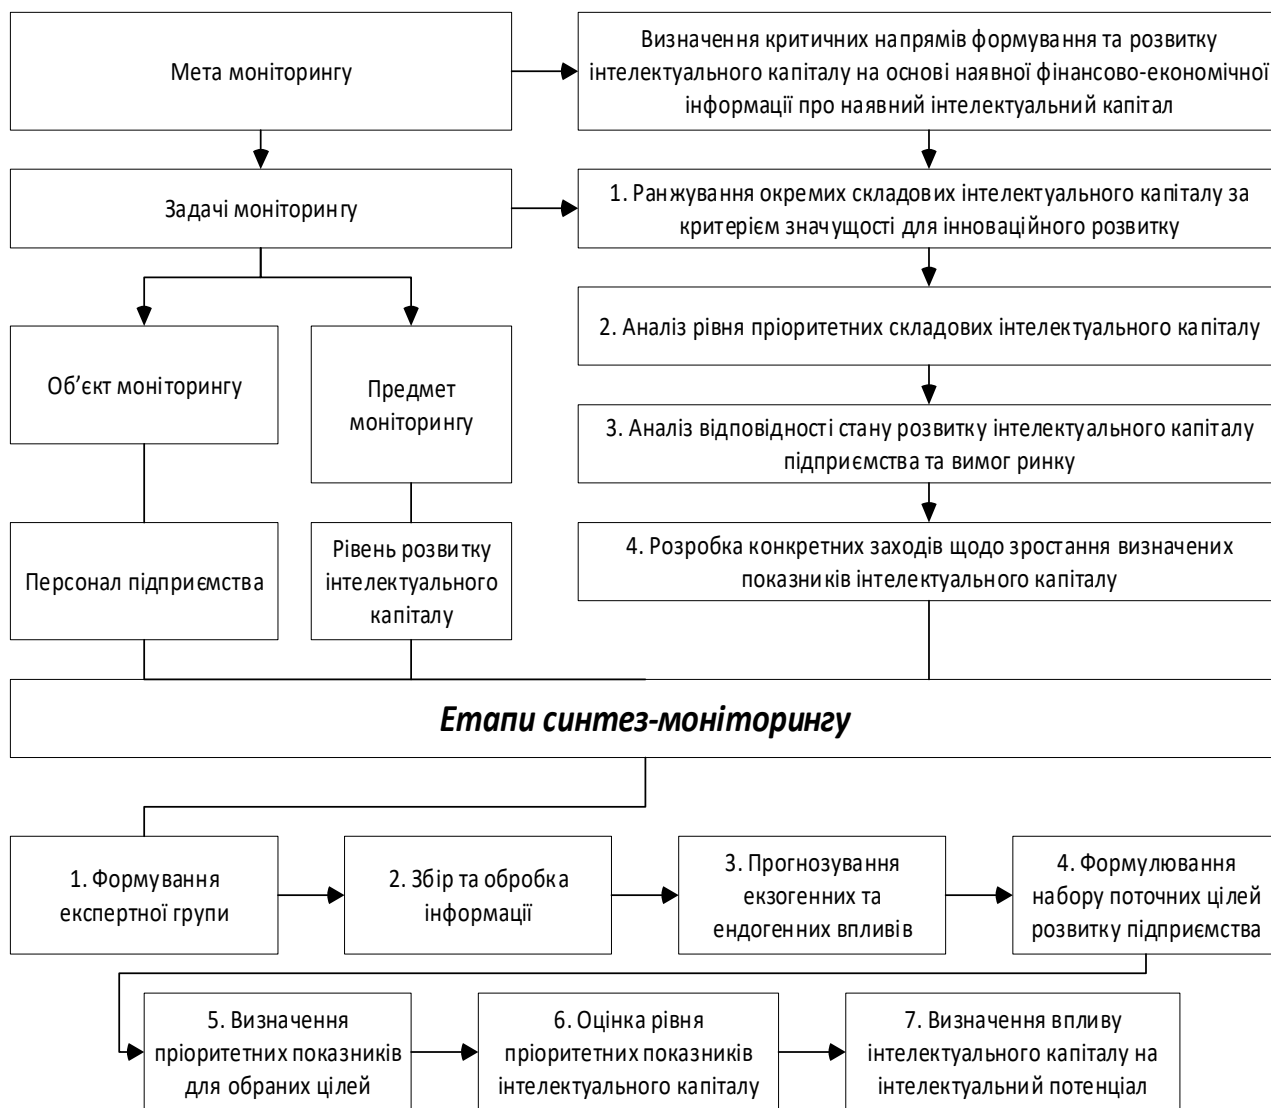 Мета моніторингу
Визначення критичних напрямів формування та розвитку
інтелектуального капіталу на основі наявної фінансово-економічної
інформації про наявний інтелектуальний капітал
Задачі моніторингу
1. Ранжування окремих складових інтелектуального капіталу за
критерієм значущості для інноваційного розвитку
2. Аналіз рівня пріоритетних складових інтелектуального капіталу
Об’єкт моніторингу
Предмет
моніторингу
3. Аналіз відповідності стану розвитку інтелектуального капіталу
підприємства та вимог ринку
Персонал підприємства
Рівень розвитку
інтелектуального
капіталу
4. Розробка конкретних заходів щодо зростання визначених
показників інтелектуального капіталу
Етапи синтез-моніторингу
1. Формування
експертної групи
2. Збір та обробка
інформації
3. Прогнозування
екзогенних та
ендогенних впливів
4. Формулювання
набору поточних цілей
розвитку підприємства
5. Визначення
пріоритетних показників
для обраних цілей
6. Оцінка рівня
пріоритетних показників
інтелектуального капіталу
7. Визначення впливу
інтелектуального капіталу на
інтелектуальний потенціал